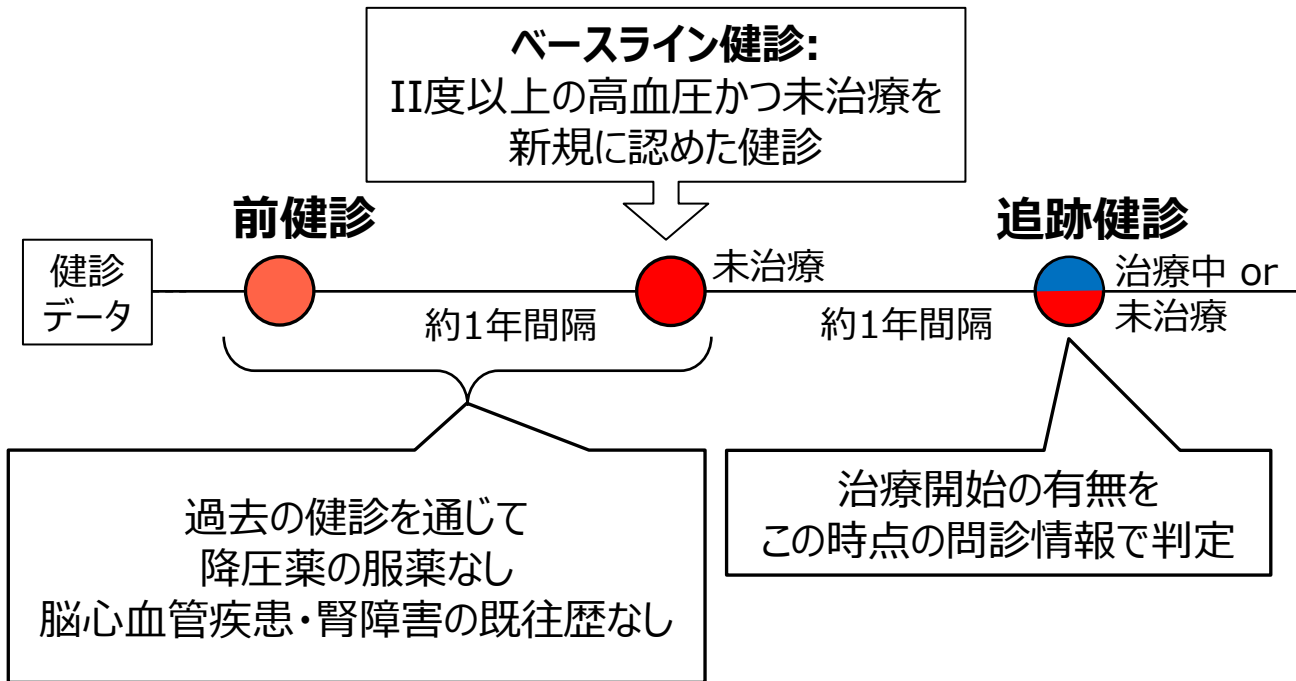 ベースライン健診:
II度以上の高血圧かつ未治療を
新規に認めた健診
前健診
追跡健診
健診
データ
未治療
治療中 or
未治療
約1年間隔
約1年間隔
過去の健診を通じて
降圧薬の服薬なし
脳心血管疾患・腎障害の既往歴なし
治療開始の有無を
この時点の問診情報で判定